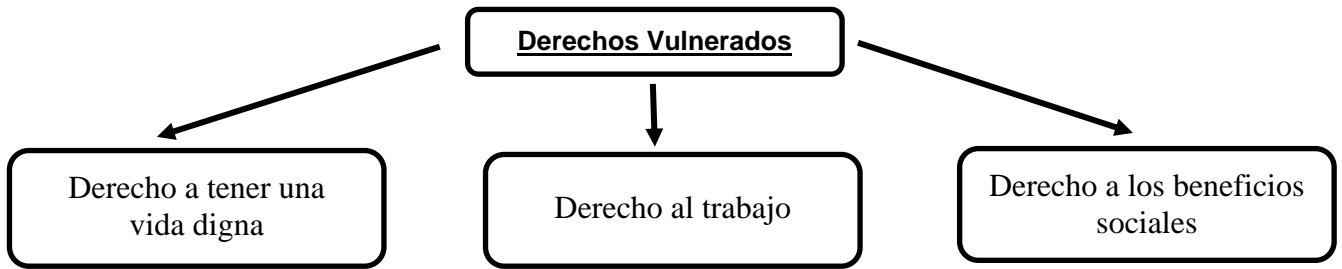 Derechos Vulnerados
Derecho a tener una
vida digna
Derecho al trabajo
Derecho a los beneficios
sociales